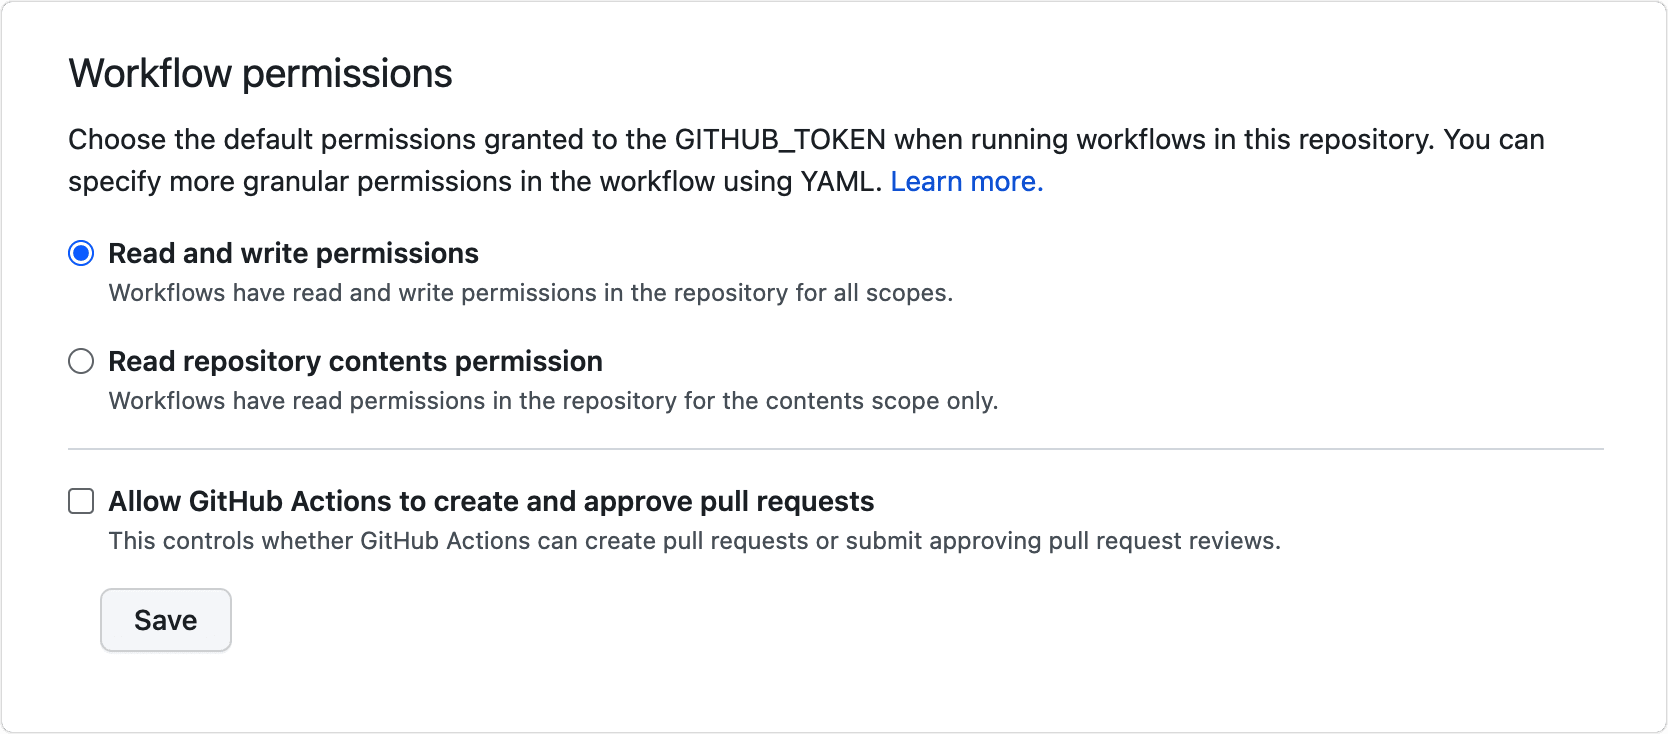 Workflow permissions
Choose the default permissions granted to the GITHUB_TOKEN when running workflows in this repository. You can
specify more granular permissions in the workflow using YAML. Learn more.
Read and write permissions
Workflows have read and write permissions in the repository for all scopes.
Read repository contents permission
Workflows have read permissions in the repository for the contents scope only.
Allow GitHub Actions to create and approve pull requests
This controls whether GitHub Actions can create pull requests or submit approving pull request reviews.
Save